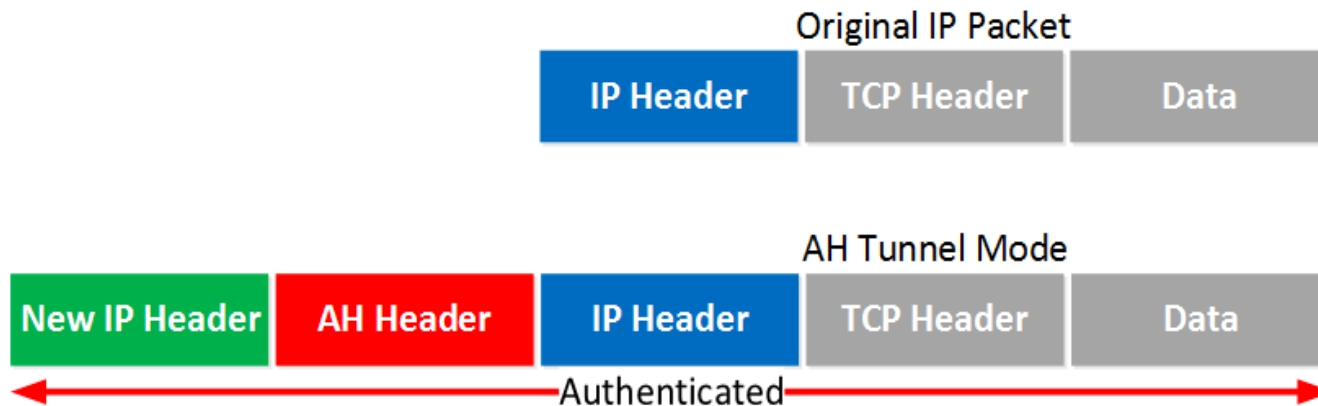 Original IP Packet
IP Header TCP Header Data
AH Tunnel Mode
New IP Header AH Header IP Header TCP Header Data
Authenticated